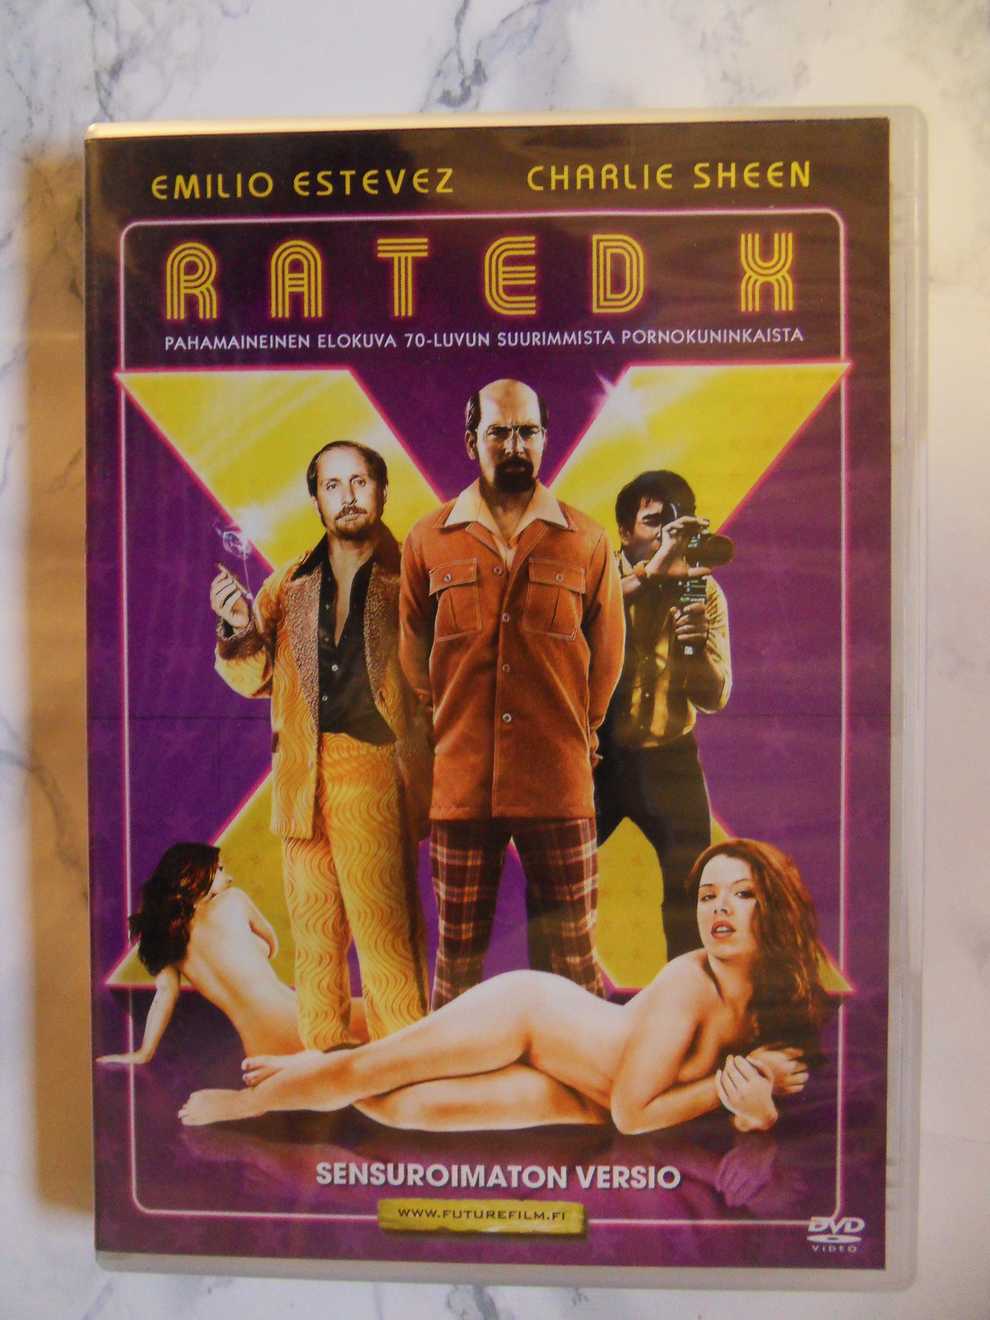 EMILIO ESTEVEZ CHARLIE SHEEN
RATED X
PAHAMAINEINEN ELOKUVA 70-LUVUN SUURIMMISTA PORNOKUNINKAISTA
SENSUROIMATON VERSIO
WWW.FUTUREFILM.FI
DVD
VIDEO